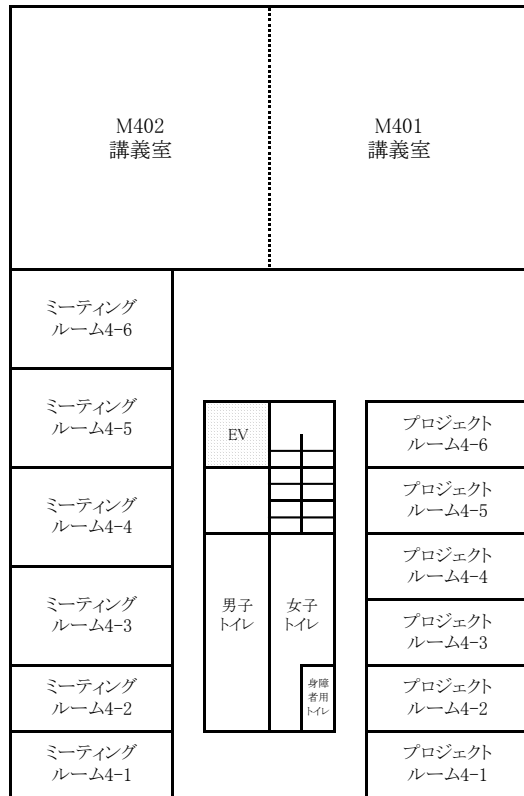 M402
講義室
M401
講義室
ミーティング
ルーム4-6
ミーティング
ルーム4-5
EV
プロジェクト
ルーム4-6
プロジェクト
ルーム4-5
ミーティング
ルーム4-4
プロジェクト
ルーム4-4
ミーティング
ルーム4-3
男子
トイレ
女子
トイレ
プロジェクト
ルーム4-3
ミーティング
ルーム4-2
身障
者用
トイレ
プロジェクト
ルーム4-2
ミーティング
ルーム4-1
プロジェクト
ルーム4-1